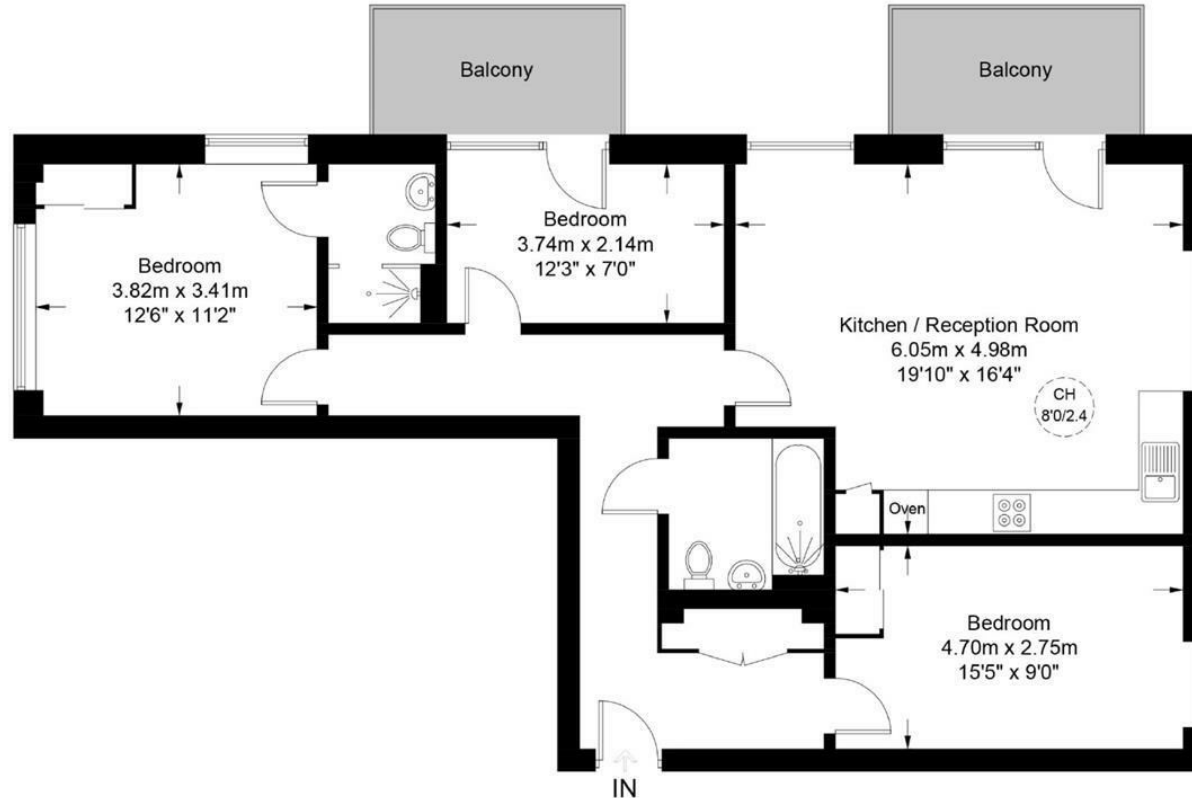 Balcony
Balcony
Bedroom
3.82m x 3.41m
12'6" x 11'2"
Bedroom
3.74m x 2.14m
12'3" x 7'0"
Kitchen / Reception Room
6.05m x 4.98m
19'10" x 16'4"
CH
8'0/2.4
Oven
Bedroom
4.70m x 2.75m
15'5" x 9'0"
IN